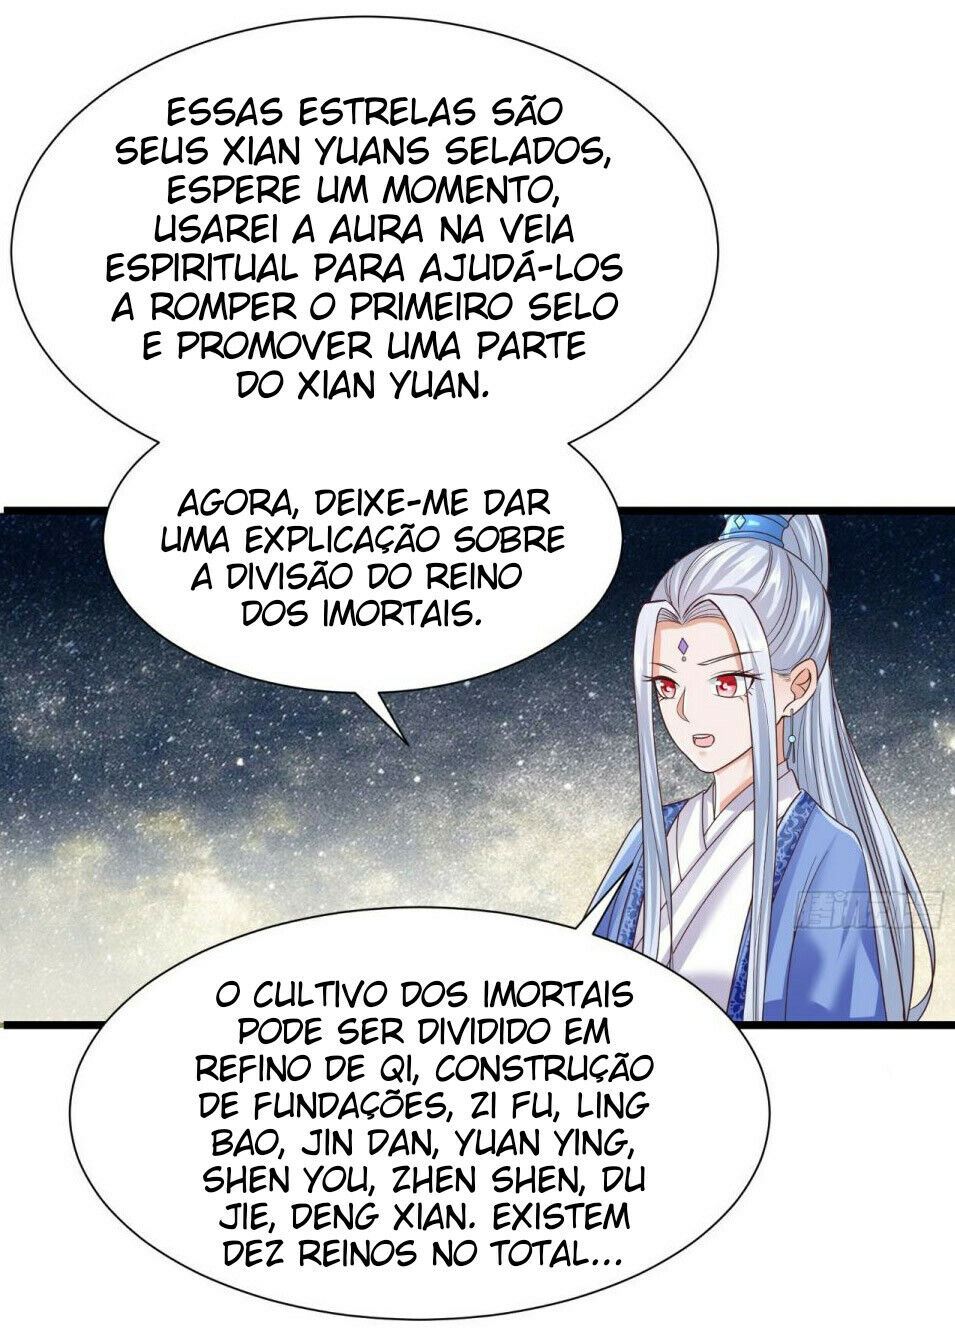 ESSAS ESTRELAS SÃO
SEUS XIAN YUANS SELADOS,
ESPERE UM MOMENTO,
USAREI A AURA NA VEIA
ESPIRITUAL PARA AJUDÁ-LOS
A ROMPER O PRIMEIRO SELO
E PROMOVER UMA PARTE
DO XIAN YUAN.
AGORA, DEIXE-ME DAR
UMA EXPLICAÇÃO SOBRE
A DIVISÃO DO REINO
DOS IMORTAIS.
O CULTIVO DOS IMORTAIS
PODE SER DIVIDIDO EM
REFINO DE QI, CONSTRUÇÃO
DE FUNDAÇÕES, ZI FU, LING
BAO, JIN DAN, YUAN YING,
SHEN YOU, ZHEN SHEN, DU
JIE, DENG XIAN. EXISTEM
DEZ REINOS NO TOTAL...